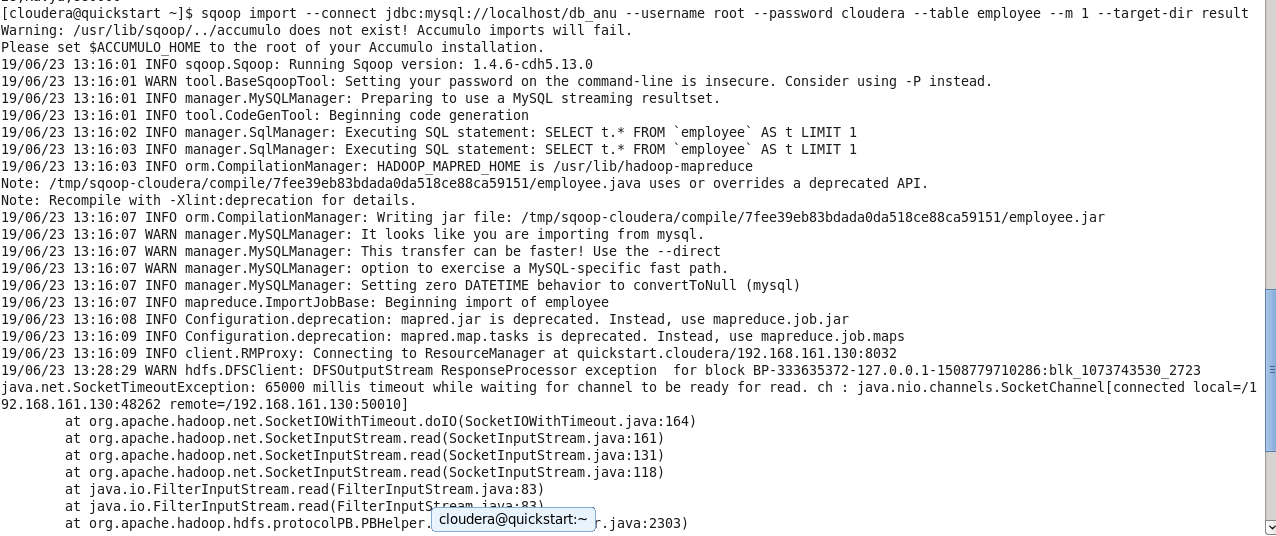 [cloudera@quickstart ~]$ sqoop import --connect jdbc:mysql://localhost/db_anu --username root --password cloudera --table employee --m 1 --target-dir result
Warning: /usr/lib/sqoop/../accumulo does not exist! Accumulo imports will fail.
Please set $ACCUMULO_HOME to the root of your Accumulo installation.
19/06/23 13:16:01 INFO sqoop.Sqoop: Running Sqoop version: 1.4.6-cdh5.13.0
19/06/23 13:16:01 WARN tool.BaseSqoopTool: Setting your password on the command-line is insecure. Consider using -P instead.
19/06/23 13:16:01 INFO manager.MySQLManager: Preparing to use a MySQL streaming resultset.
19/06/23 13:16:01 INFO tool.CodeGenTool: Beginning code generation
19/06/23 13:16:02 INFO manager.SqlManager: Executing SQL statement: SELECT t.* FROM `employee` AS t LIMIT 1
19/06/23 13:16:03 INFO manager.SqlManager: Executing SQL statement: SELECT t.* FROM `employee` AS t LIMIT 1
19/06/23 13:16:03 INFO orm.CompilationManager: HADOOP_MAPRED_HOME is /usr/lib/hadoop-mapreduce
Note: /tmp/sqoop-cloudera/compile/7fee39eb83bdada0da518ce88ca59151/employee.java uses or overrides a deprecated API.
Note: Recompile with -Xlint:deprecation for details.
19/06/23 13:16:07 INFO orm.CompilationManager: Writing jar file: /tmp/sqoop-cloudera/compile/7fee39eb83bdada0da518ce88ca59151/employee.jar
19/06/23 13:16:07 WARN manager.MySQLManager: It looks like you are importing from mysql.
19/06/23 13:16:07 WARN manager.MySQLManager: This transfer can be faster! Use the --direct
19/06/23 13:16:07 WARN manager.MySQLManager: option to exercise a MySQL-specific fast path.
19/06/23 13:16:07 INFO manager.MySQLManager: Setting zero DATETIME behavior to convertToNull (mysql)
19/06/23 13:16:07 INFO mapreduce.ImportJobBase: Beginning import of employee
19/06/23 13:16:08 INFO Configuration.deprecation: mapred.jar is deprecated. Instead, use mapreduce.job.jar
19/06/23 13:16:09 INFO Configuration.deprecation: mapred.map.tasks is deprecated. Instead, use mapreduce.job.maps
19/06/23 13:16:09 INFO client.RMProxy: Connecting to ResourceManager at quickstart.cloudera/192.168.161.130:8032
19/06/23 13:28:29 WARN hdfs.DFSClient: DFSOutputStream ResponseProcessor exception  for block BP-333635372-127.0.0.1-1508779710286:blk_1073743530_2723
java.net.SocketTimeoutException: 65000 millis timeout while waiting for channel to be ready for read. ch : java.nio.channels.SocketChannel[connected local=/1
92.168.161.130:48262 remote=/192.168.161.130:50010]
at org.apache.hadoop.net.SocketIOWithTimeout.doIO(SocketIOWithTimeout.java:164)
at org.apache.hadoop.net.SocketInputStream.read(SocketInputStream.java:161)
at org.apache.hadoop.net.SocketInputStream.read(SocketInputStream.java:131)
at org.apache.hadoop.net.SocketInputStream.read(SocketInputStream.java:118)
at java.io.FilterInputStream.read(FilterInputStream.java:83)
at java.io.FilterInputStream.read(FilterInputStream.java:83)
at org.apache.hadoop.hdfs.protocolPB.PBHelper. r.java:2303)
cloudera@quickstart:~